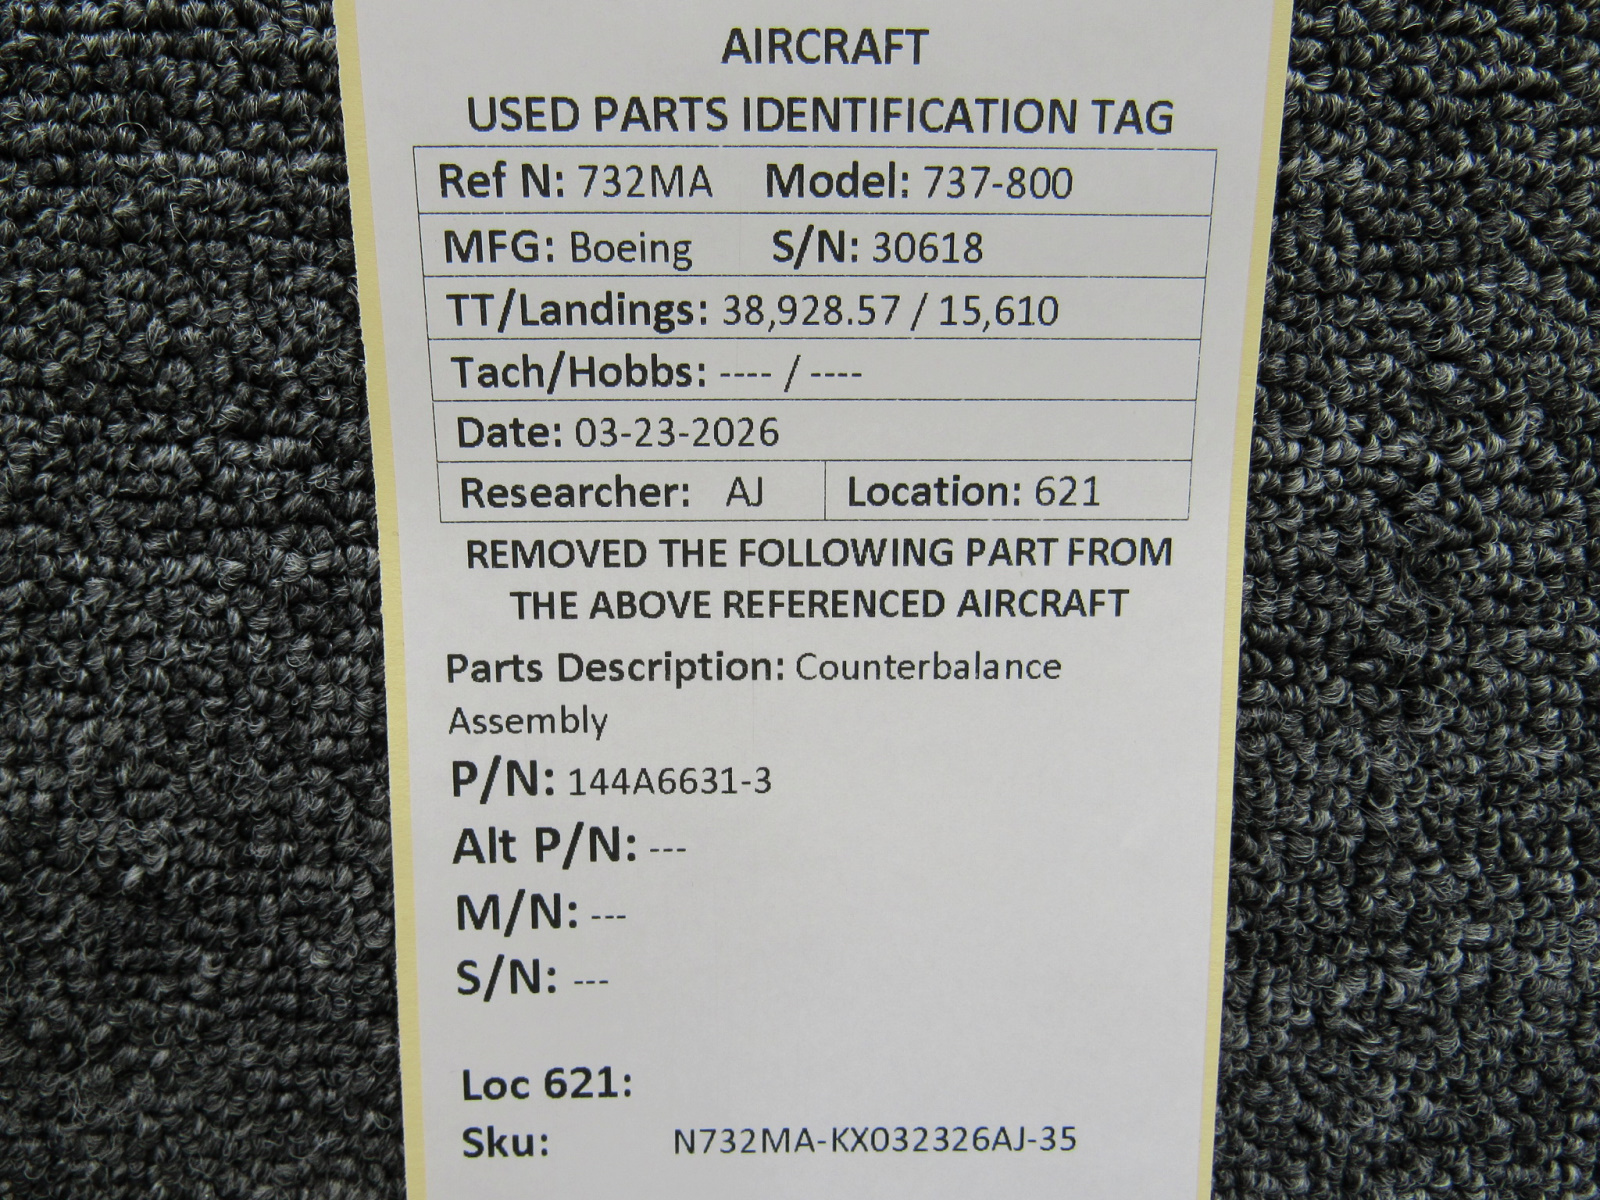 AIRCRAFT
USED PARTS IDENTIFICATION TAG
Ref N: 732MA Model: 737-800
MFG: Boeing S/N: 30618
TT/Landings: 38,928.57 / 15,610
Tach/Hobbs: ---- / ----
Date: 03-23-2026
Researcher: AJ Location: 621
REMOVED THE FOLLOWING PART FROM
THE ABOVE REFERENCED AIRCRAFT
Parts Description: Counterbalance
Assembly
P/N: 144A6631-3
Alt P/N: ---
M/N: ---
S/N: ---
Loc 621:
Sku: N732MA-KX032326AJ-35